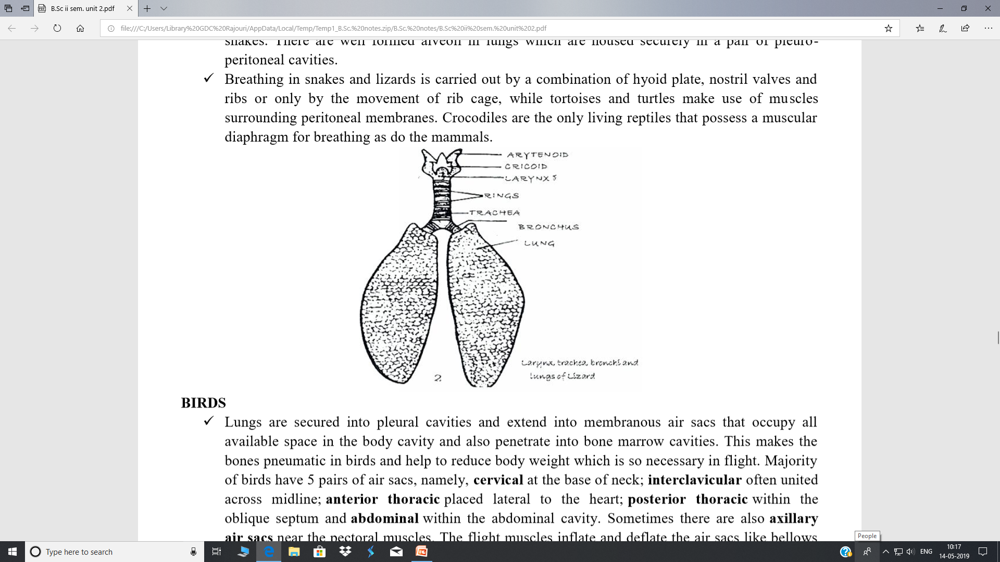 B.Sc ii sem. unit 2.pdf
file:///C:/Users/Library%20GDC%20Rajouri/AppData/Local/Temp/Temp1_B.Sc.%20notes.zip/B.Sc.%20notes/B.Sc%20ii%20sem.%20unit%202.pdf
snakes. There are well formed alveoli in lungs which are housed securely in a pair of pleuro-
peritoneal cavities.
✓ Breathing in snakes and lizards is carried out by a combination of hyoid plate, nostril valves and
ribs or only by the movement of rib cage, while tortoises and turtles make use of muscles
surrounding peritoneal membranes. Crocodiles are the only living reptiles that possess a muscular
diaphragm for breathing as do the mammals.
ARYTENOID
CRICOID
LARYNX
RINGS
TRACHEA
BRONCHUS
LUNG
Larynx, trachea, bronchi and
lungs of Lizard
2
BIRDS
✓ Lungs are secured into pleural cavities and extend into membranous air sacs that occupy all
available space in the body cavity and also penetrate into bone marrow cavities. This makes the
bones pneumatic in birds and help to reduce body weight which is so necessary in flight. Majority
of birds have 5 pairs of air sacs, namely, cervical at the base of neck; interclavicular often united
across midline; anterior thoracic placed lateral to the heart; posterior thoracic within the
oblique septum and abdominal within the abdominal cavity. Sometimes there are also axillary
air sacs near the pectoral muscles. The flight muscles inflate and deflate the air sacs like bellows
People
Type here to search
ENG
10:17
14-05-2019